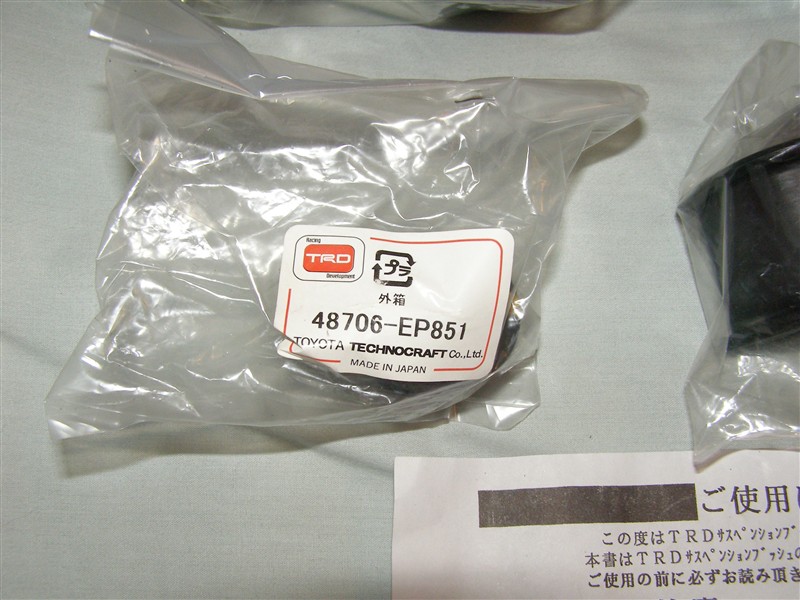 Racing
TRD
Development
プラ
外箱
48706-EP851
TOYOTA TECHNOCRAFT Co.,Ltd.
MADE IN JAPAN
ご使用
この度はTRDサスペンションブ
本書はTRDサスペンションブッシュの
ご使用の前に必ずお読み頂き